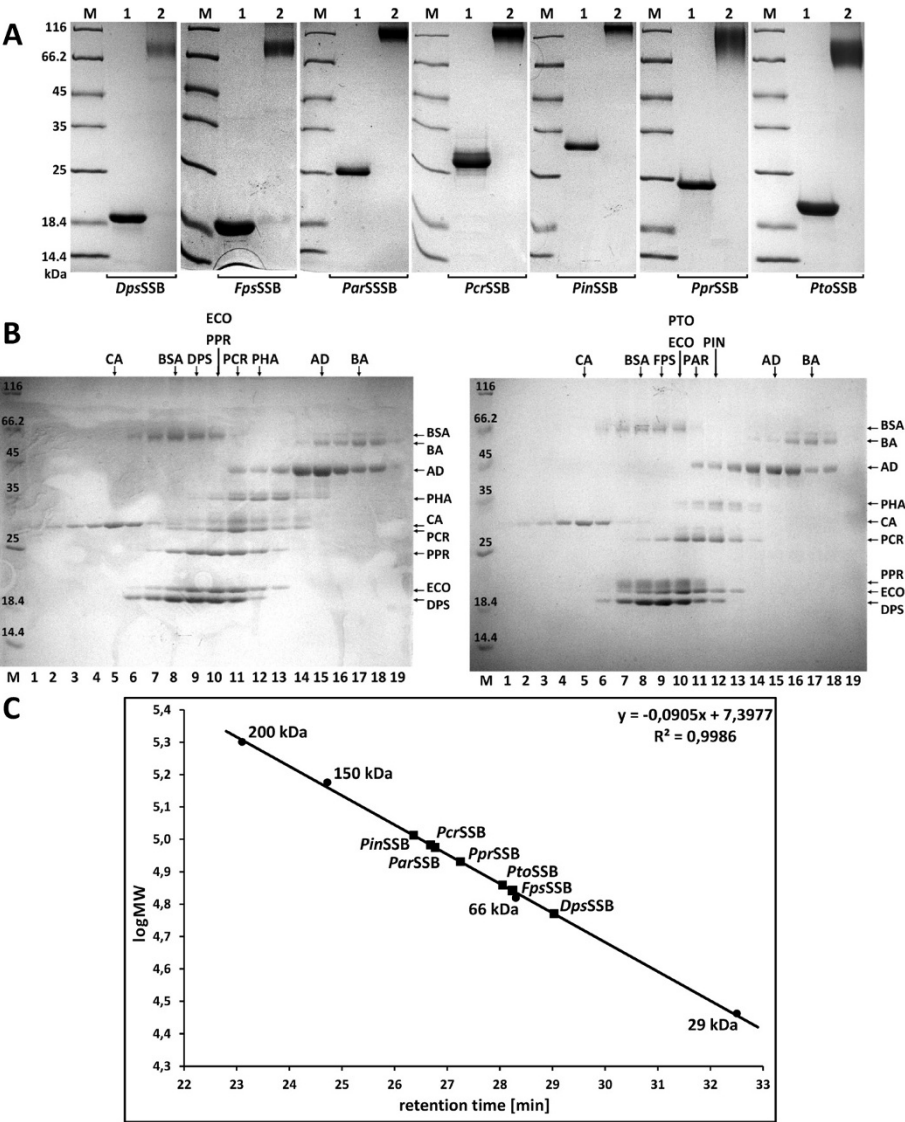 A
M 1 2 M 1 2 M 1 2 M 1 2 M 1 2 M 1 2 M 1 2
116
66.2
45
35
25
18.4
14.4
kDa
DpsSSB FpsSSB ParSSSB PcrSSB PinSSB PprSSB PtoSSB
B
ECO
PPR
CA BSA DPS PCR PHA AD BA
116
66.2
45
35
25
18.4
14.4
BSA
BA
AD
PHA
CA
PCR
PPR
ECO
DPS
M 1 2 3 4 5 6 7 8 9 10 11 12 13 14 15 16 17 18 19
PTO
ECO PIN
CA BSA FPS PAR AD BA
116
66.2
45
35
25
18.4
14.4
BSA
BA
AD
PHA
CA
PCR
PPR
ECO
DPS
M 1 2 3 4 5 6 7 8 9 10 11 12 13 14 15 16 17 18 19
C
y = -0,0905x + 7,3977
R² = 0,9986
5,4
5,3
5,2
5,1
5,0
4,9
4,8
4,7
4,6
4,5
4,4
4,3
logMW
200 kDa
150 kDa
PinSSB
PcrSSB
ParSSB
PprSSB
PtoSSB
FpsSSB
66 kDa
DpsSSB
29 kDa
22 23 24 25 26 27 28 29 30 31 32 33
retention time [min]